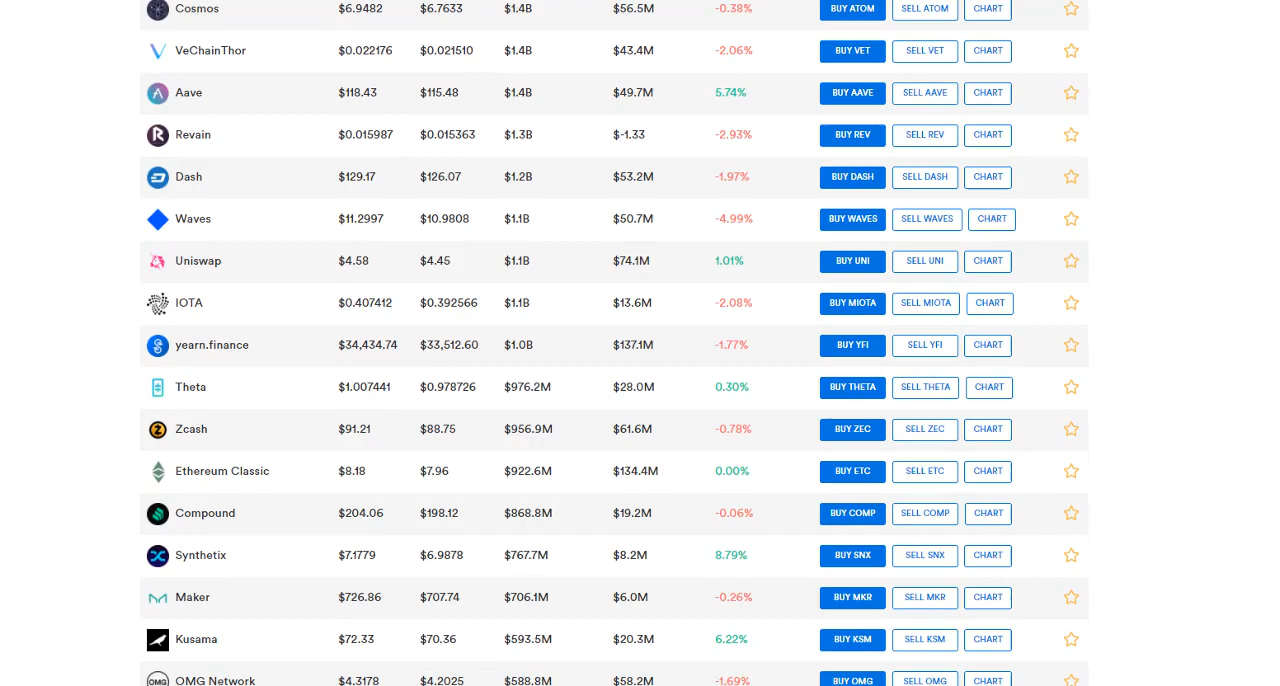 Cosmos $6.9482 $6.7633 $1.4B $56.5M -0.38% BUY ATOM SELL ATOM CHART
VeChainThor $0.022176 $0.021510 $1.4B $43.4M -2.06% BUY VET SELL VET CHART
Aave $118.43 $115.48 $1.4B $49.7M 5.74% BUY AAVE SELL AAVE CHART
Revain $0.015987 $0.015363 $1.3B $-1.33 -2.93% BUY REV SELL REV CHART
Dash $129.17 $126.07 $1.2B $53.2M -1.97% BUY DASH SELL DASH CHART
Waves $11.2997 $10.9808 $1.1B $50.7M -4.99% BUY WAVES SELL WAVES CHART
Uniswap $4.58 $4.45 $1.1B $74.1M 1.01% BUY UNI SELL UNI CHART
IOTA $0.407412 $0.392566 $1.1B $13.6M -2.08% BUY MIOTA SELL MIOTA CHART
yearn.finance $34,434.74 $33,512.60 $1.0B $137.1M -1.77% BUY YFI SELL YFI CHART
Theta $1.007441 $0.978726 $976.2M $28.0M 0.30% BUY THETA SELL THETA CHART
Zcash $91.21 $88.75 $956.9M $61.6M -0.78% BUY ZEC SELL ZEC CHART
Ethereum Classic $8.18 $7.96 $922.6M $134.4M 0.00% BUY ETC SELL ETC CHART
Compound $204.06 $198.12 $868.8M $19.2M -0.06% BUY COMP SELL COMP CHART
Synthetix $7.1779 $6.9878 $767.7M $8.2M 8.79% BUY SNX SELL SNX CHART
Maker $726.86 $707.74 $706.1M $6.0M -0.26% BUY MKR SELL MKR CHART
Kusama $72.33 $70.36 $593.5M $20.3M 6.22% BUY KSM SELL KSM CHART
OMG OMG Network $4.3178 $4.2025 $588.8M $58.2M -1.69% BUY OMG SELL OMG CHART